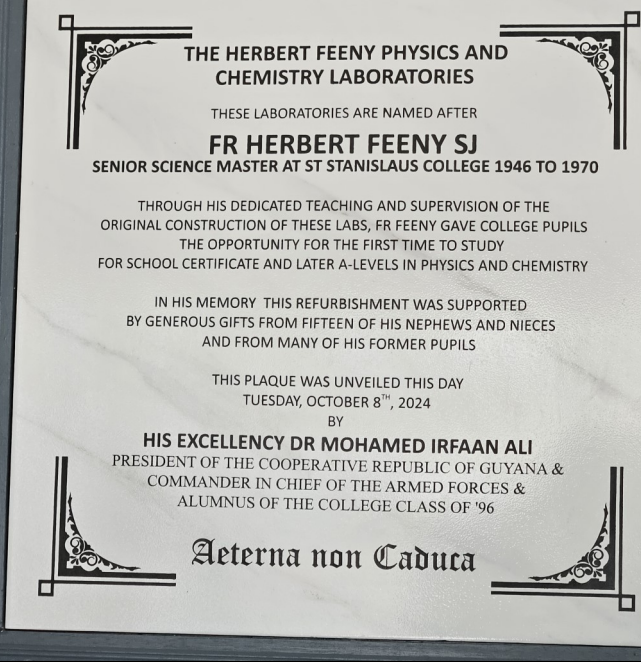 THE HERBERT FEENY PHYSICS AND
CHEMISTRY LABORATORIES
THESE LABORATORIES ARE NAMED AFTER
FR HERBERT FEENY SJ
SENIOR SCIENCE MASTER AT ST STANISLAUS COLLEGE 1946 TO 1970
THROUGH HIS DEDICATED TEACHING AND SUPERVISION OF THE
ORIGINAL CONSTRUCTION OF THESE LABS, FR FEENY GAVE COLLEGE PUPILS
THE OPPORTUNITY FOR THE FIRST TIME TO STUDY
FOR SCHOOL CERTIFICATE AND LATER A-LEVELS IN PHYSICS AND CHEMISTRY
IN HIS MEMORY THIS REFURBISHMENT WAS SUPPORTED
BY GENEROUS GIFTS FROM FIFTEEN OF HIS NEPHEWS AND NIECES
AND FROM MANY OF HIS FORMER PUPILS
THIS PLAQUE WAS UNVEILED THIS DAY
TUESDAY, OCTOBER 8TH, 2024
BY
HIS EXCELLENCY DR MOHAMED IRFAAN ALI
PRESIDENT OF THE COOPERATIVE REPUBLIC OF GUYANA &
COMMANDER IN CHIEF OF THE ARMED FORCES &
ALUMNUS OF THE COLLEGE CLASS OF '96
Aeterna non Caduca